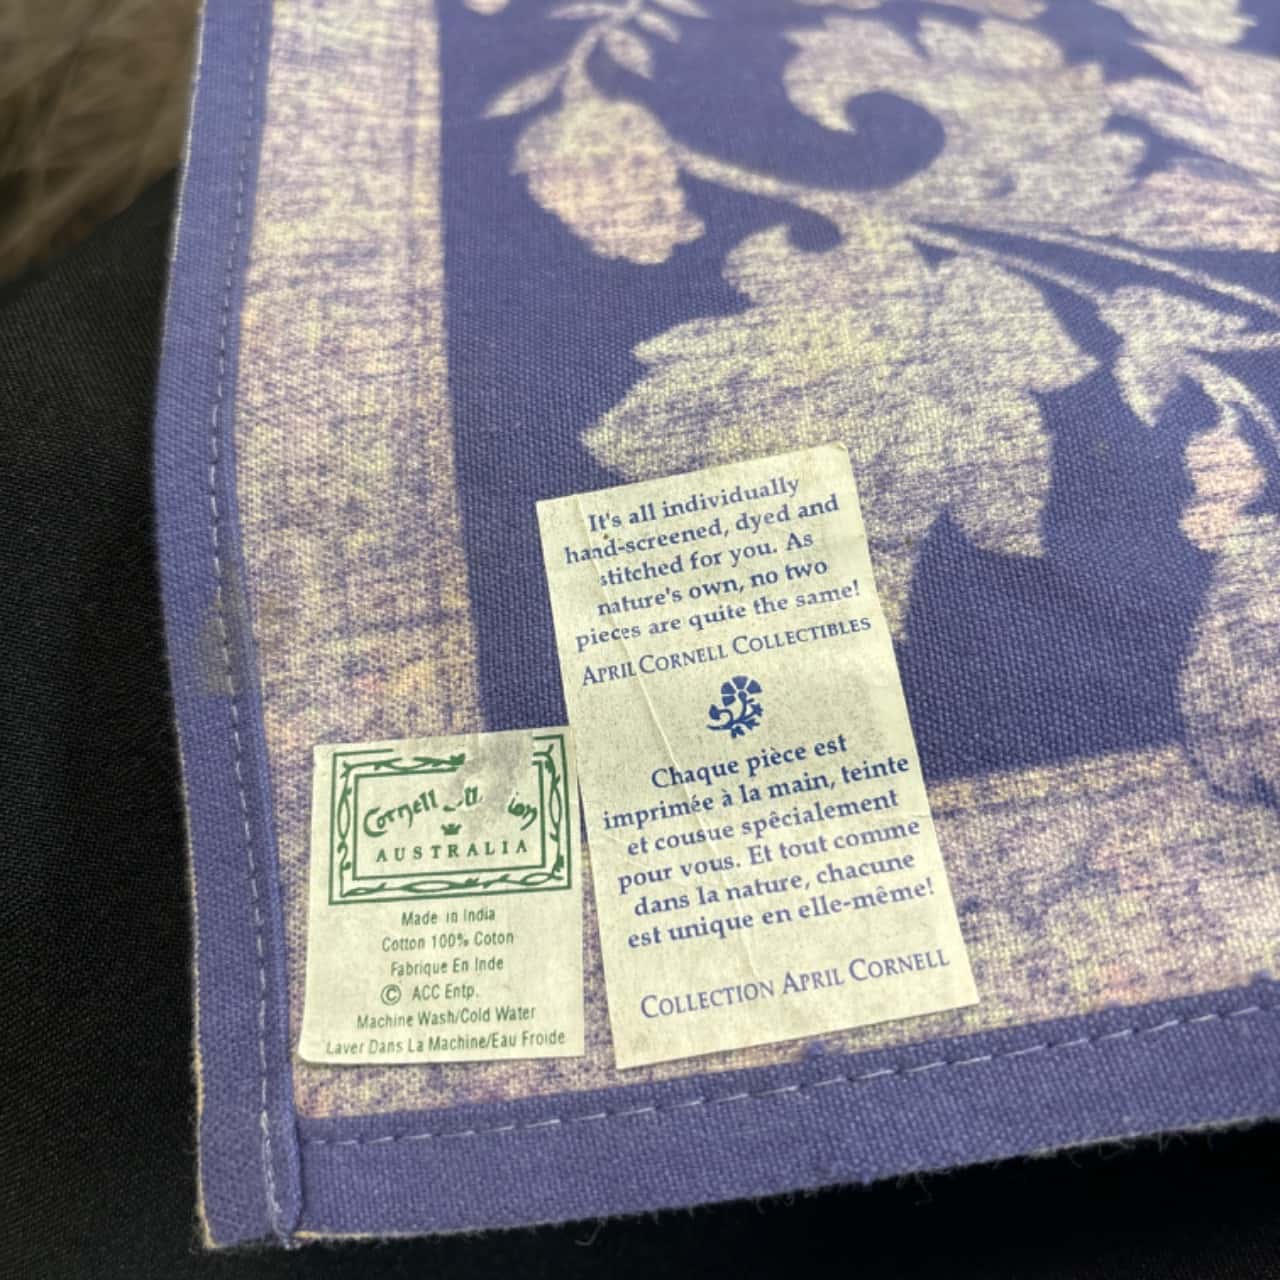 It's all individually
hand-screened, dyed and
stitched for you. As
nature's own, no two
pieces are quite the same!
APRIL CORNELL COLLECTIBLES
Chaque pièce est
imprimée à la main, teinte
et cousue spêcialement
pour vous. Et tout comme
dans la nature, chacune
est unique en elle-même!
COLLECTION APRIL CORNELL
Cornell
AUSTRALIA
Made in India
Cotton 100% Coton
Fabrique En Inde
© ACC Entp.
Machine Wash/Cold Water
Laver Dans La Machine/Eau Froide